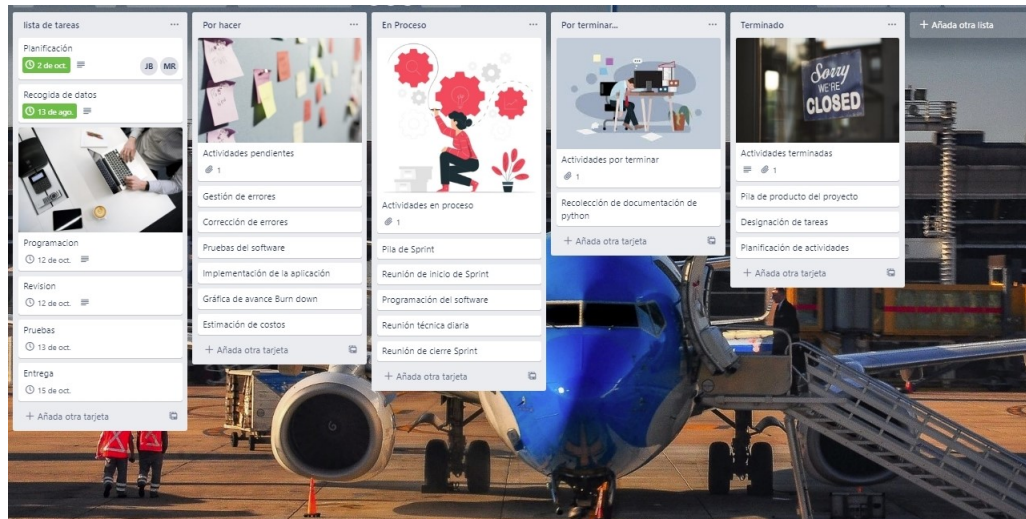 lista de tareas
Planificación
2 de oct.
JB MR
Recogida de datos
13 de ago.
Programacion
12 de oct.
Revision
12 de oct.
Pruebas
13 de oct.
Entrega
15 de oct.
+ Añada otra tarjeta
Por hacer
Actividades pendientes
1
Gestión de errores
Corrección de errores
Pruebas del software
Implementación de la aplicación
Gráfica de avance Burn down
Estimación de costos
+ Añada otra tarjeta
En Proceso
Actividades en proceso
1
Pila de Sprint
Reunión de inicio de Sprint
Programación del software
Reunión técnica diaria
Reunión de cierre Sprint
+ Añada otra tarjeta
Por terminar...
Actividades por terminar
1
Recolección de documentación de
python
+ Añada otra tarjeta
Terminado
Sorry
WE'RE
CLOSED
Actividades terminadas
1
Pila de producto del proyecto
Designación de tareas
Planificación de actividades
+ Añada otra tarjeta
+ Añada otra lista